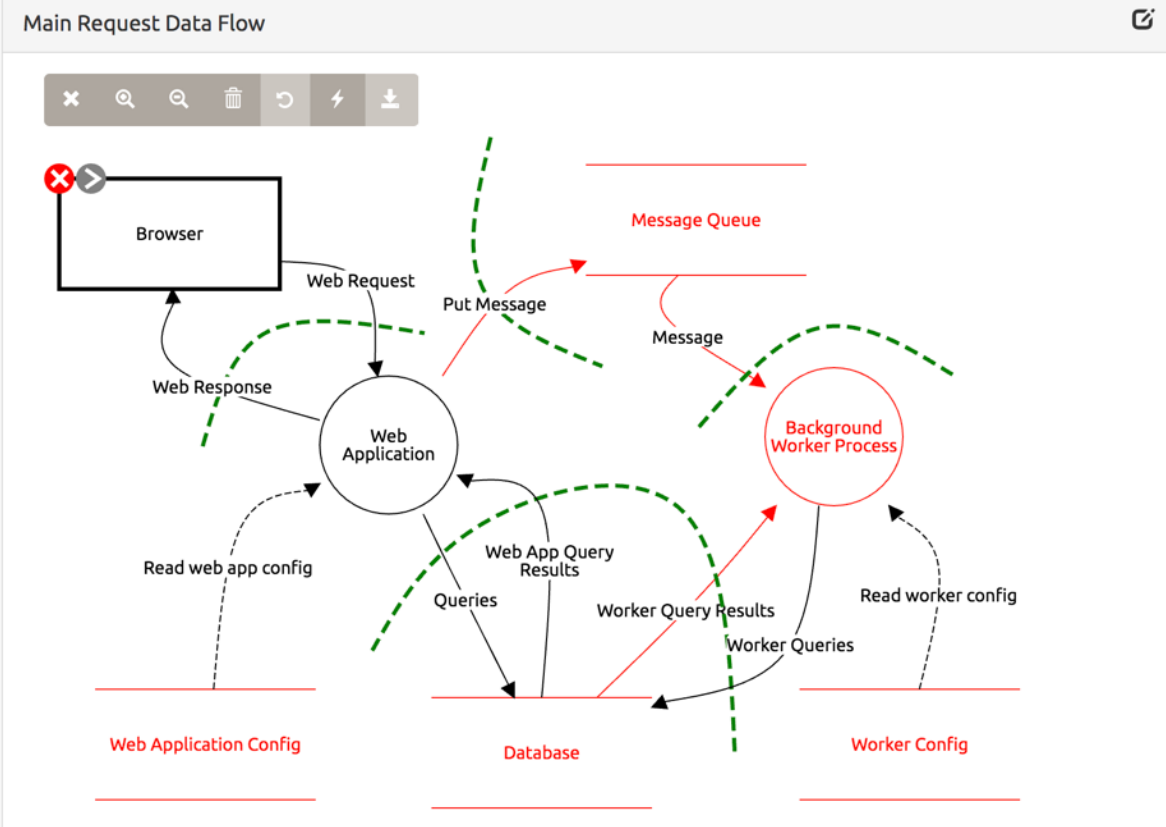 Main Request Data Flow
Browser
Message Queue
Web Request
Put Message
Message
Web Response
Web
Application
Background
Worker Process
Read web app config
Web App Query
Results
Queries
Worker Query Results
Read worker config
Worker Queries
Web Application Config
Database
Worker Config